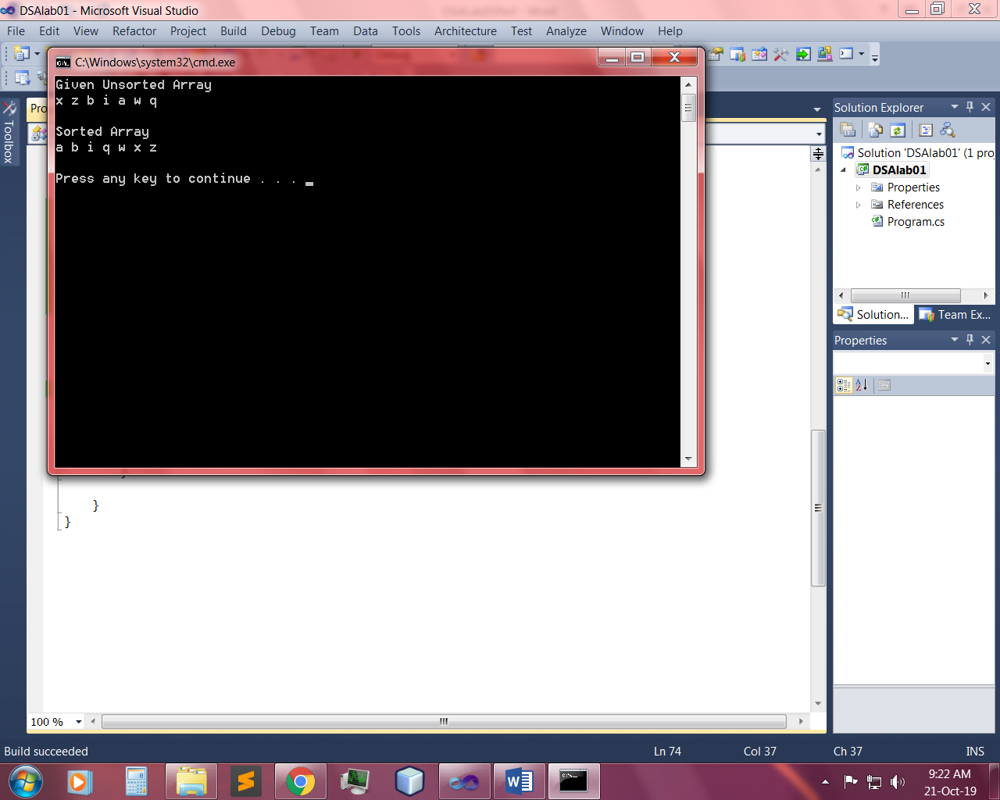 DSAlab01 - Microsoft Visual Studio
File Edit View Refactor Project Build Debug Team Data Tools Architecture Test Analyze Window Help
C:\Windows\system32\cmd.exe
Given Unsorted Array
x z b i a w q
Sorted Array
a b i q w x z
Press any key to continue . . .
Toolbox
Pro
Solution Explorer
Solution 'DSAlab01' (1 proj
DSAlab01
Properties
References
Program.cs
Solution... Team Ex...
Properties
}
}
100 %
Build succeeded Ln 74 Col 37 Ch 37 INS
9:22 AM
21-Oct-19